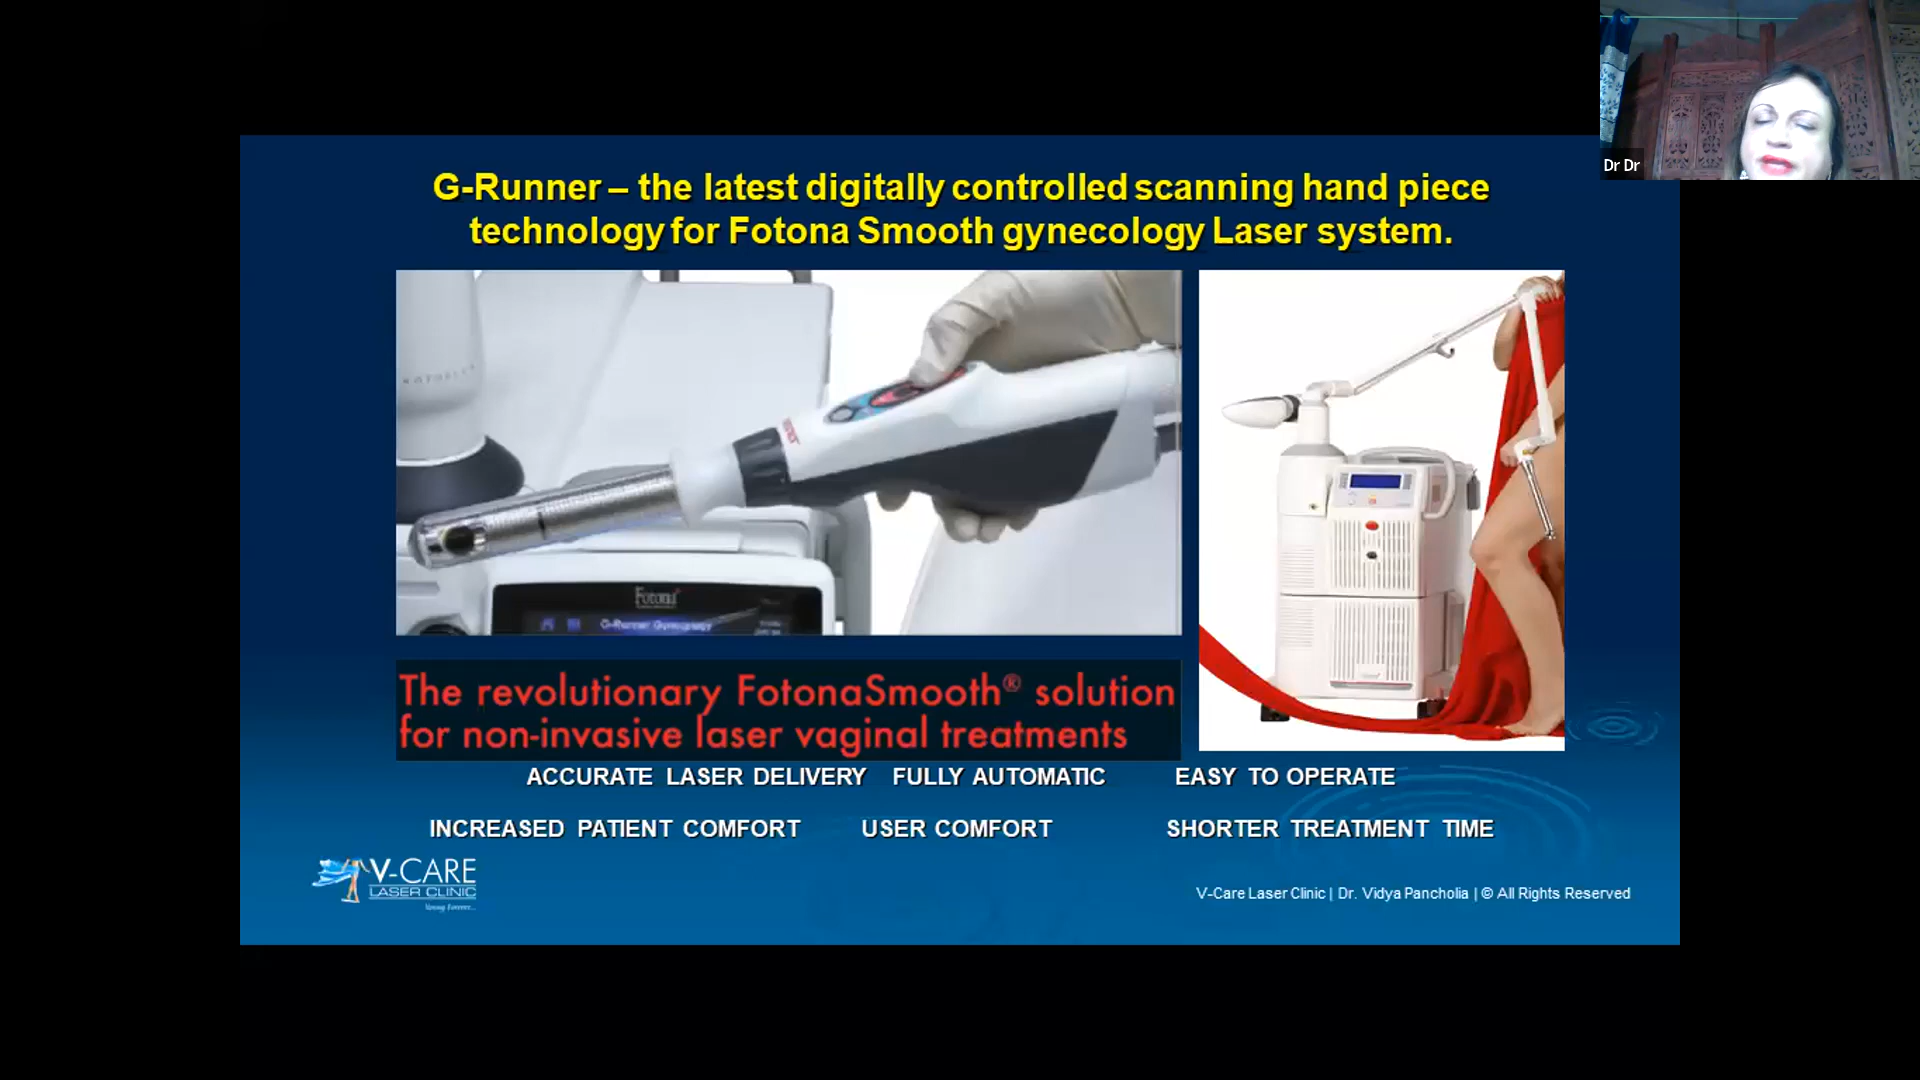 Dr Dr
G-Runner – the latest digitally controlled scanning hand piece
technology for Fotona Smooth gynecology Laser system.
Fotona
G-Runner Gynecology
The revolutionary FotonaSmooth® solution
for non-invasive laser vaginal treatments
ACCURATE LASER DELIVERY FULLY AUTOMATIC EASY TO OPERATE
INCREASED PATIENT COMFORT USER COMFORT SHORTER TREATMENT TIME
V-CARE
LASER CLINIC
Young Forever...
V-Care Laser Clinic | Dr. Vidya Pancholia | © All Rights Reserved